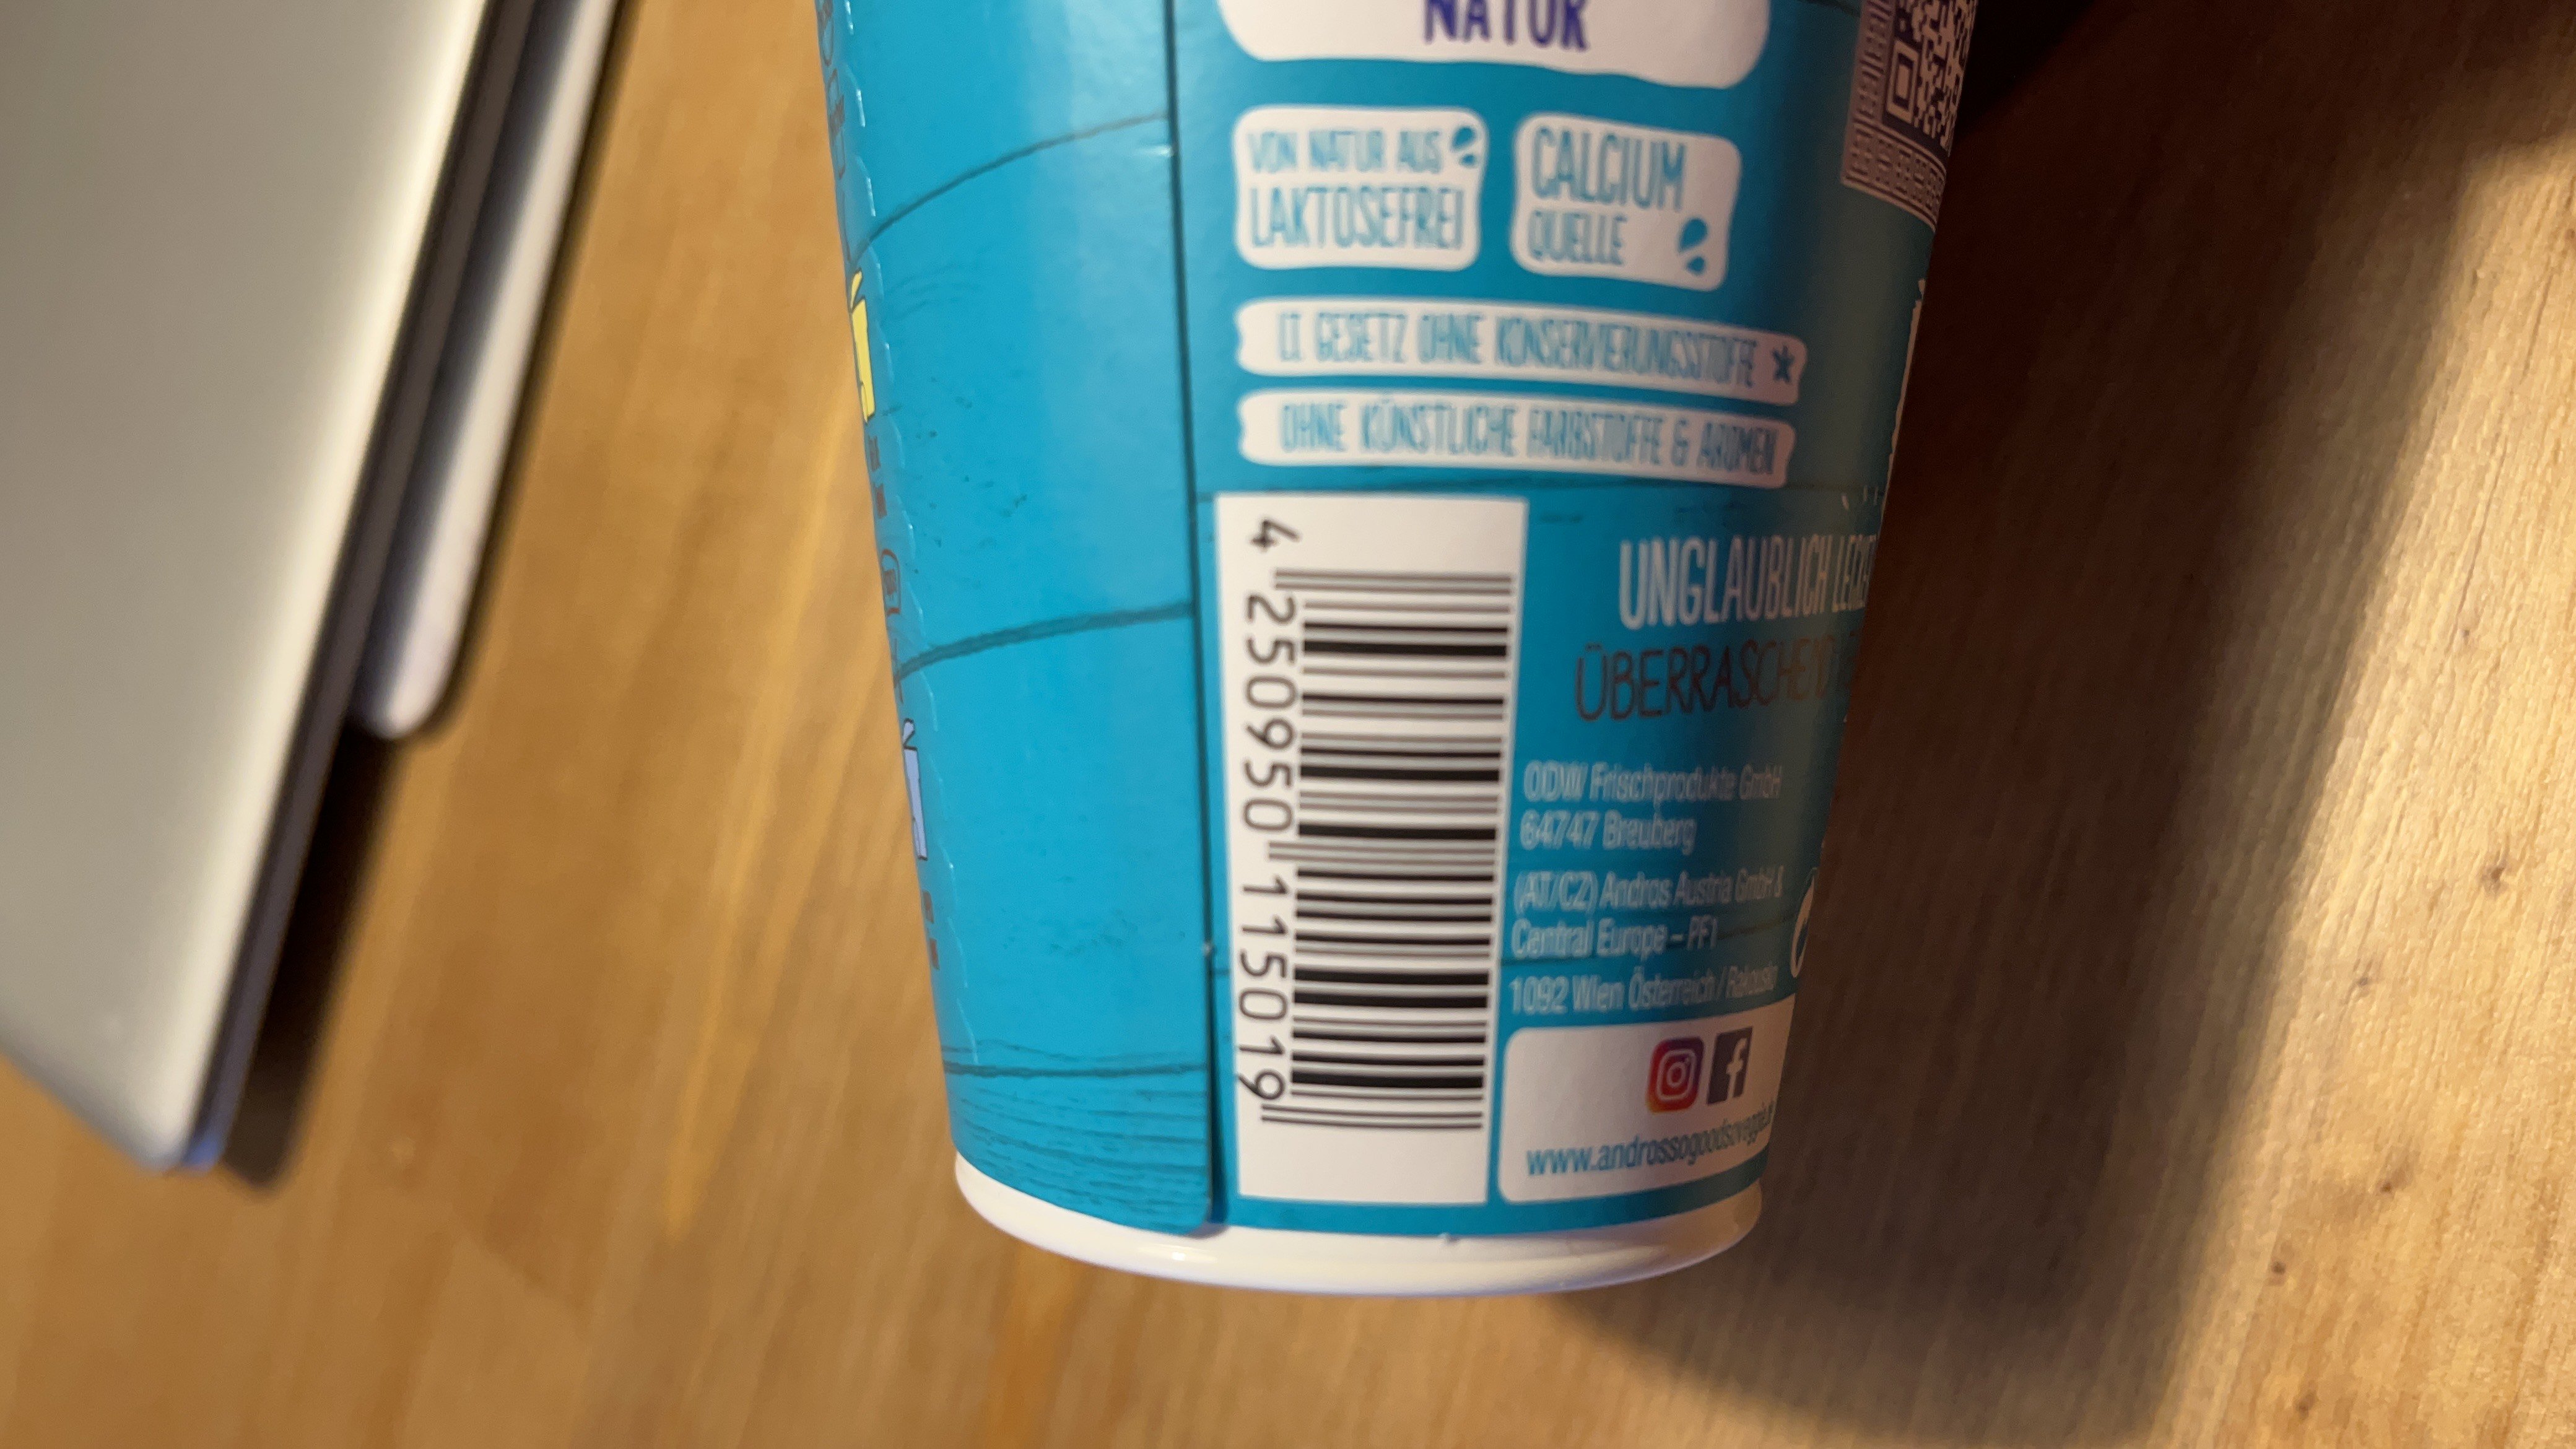 NATUR
VON NATUR AUS
LAKTOSEFREI
CALCIUM
QUELLE
LT. GESETZ OHNE KONSERVIERUNGSSTOFFE *
OHNE KÜNSTLICHE FARBSTOFFE & AROMEN
UNGLAUBLICH
ÜBERRASCHEND
4 250950 115019
ODW Frischprodukte GmbH
64747 Breuberg
(AT/CZ) Andros Austria GmbH &
Central Europe – PF1
1092 Wien Österreich / Rakousko
f